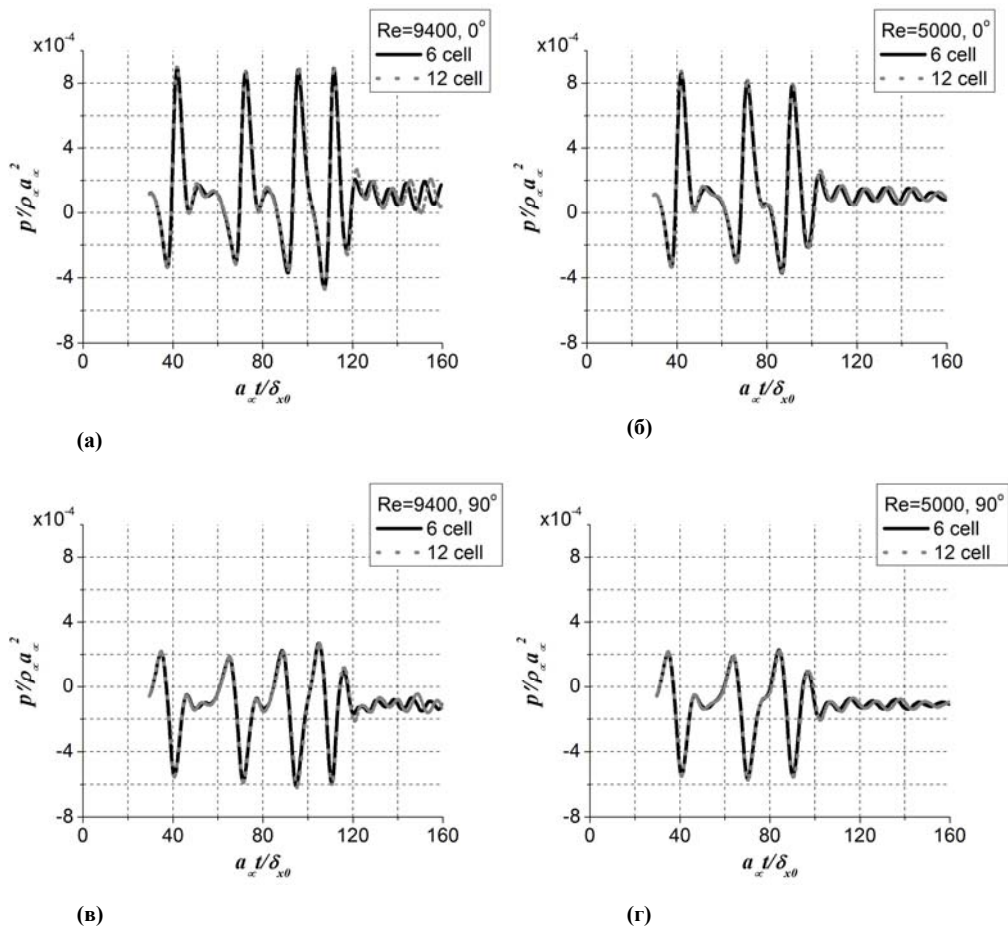 Re=9400, 0°
6 cell
12 cell
x10⁻⁴
8
4
0
-4
-8
p'/ρ∞a∞²
0 40 80 120 160
a∞t/δx0
(а)
Re=5000, 0°
6 cell
12 cell
x10⁻⁴
8
4
0
-4
-8
p'/ρ∞a∞²
0 40 80 120 160
a∞t/δx0
(б)
Re=9400, 90°
6 cell
12 cell
x10⁻⁴
8
4
0
-4
-8
p'/ρ∞a∞²
0 40 80 120 160
a∞t/δx0
(в)
Re=5000, 90°
6 cell
12 cell
x10⁻⁴
8
4
0
-4
-8
p'/ρ∞a∞²
0 40 80 120 160
a∞t/δx0
(г)